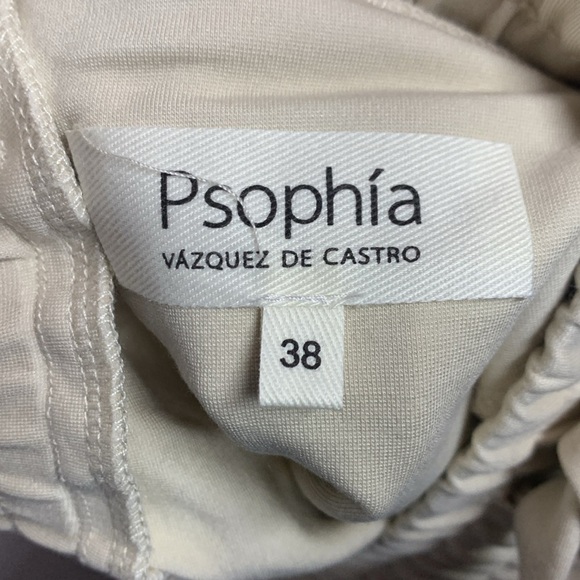 Psophía
VÁZQUEZ DE CASTRO
38